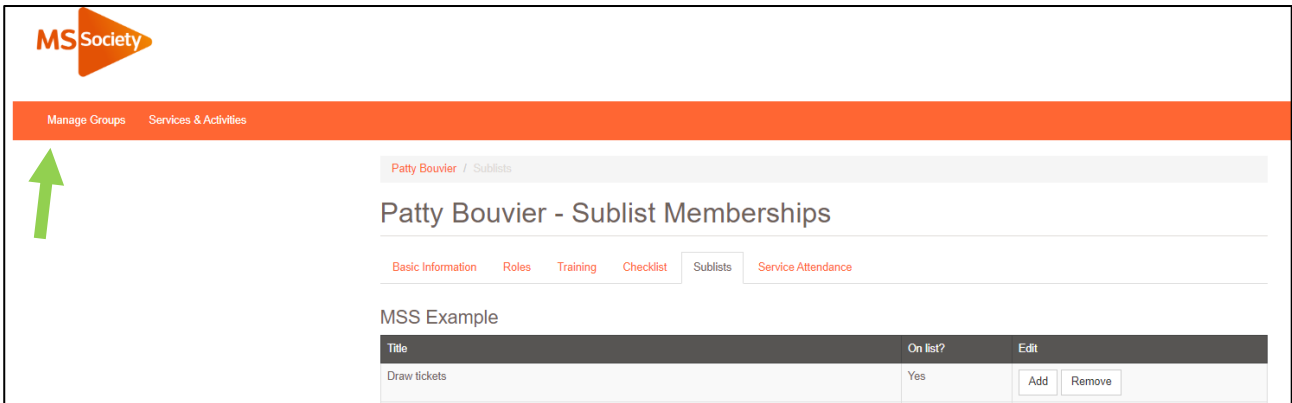 MS Society
Manage Groups Services & Activities
Patty Bouvier / Sublists
Patty Bouvier - Sublist Memberships
Basic Information Roles Training Checklist Sublists Service Attendance
MSS Example
Title On list? Edit
Draw tickets Yes Add Remove